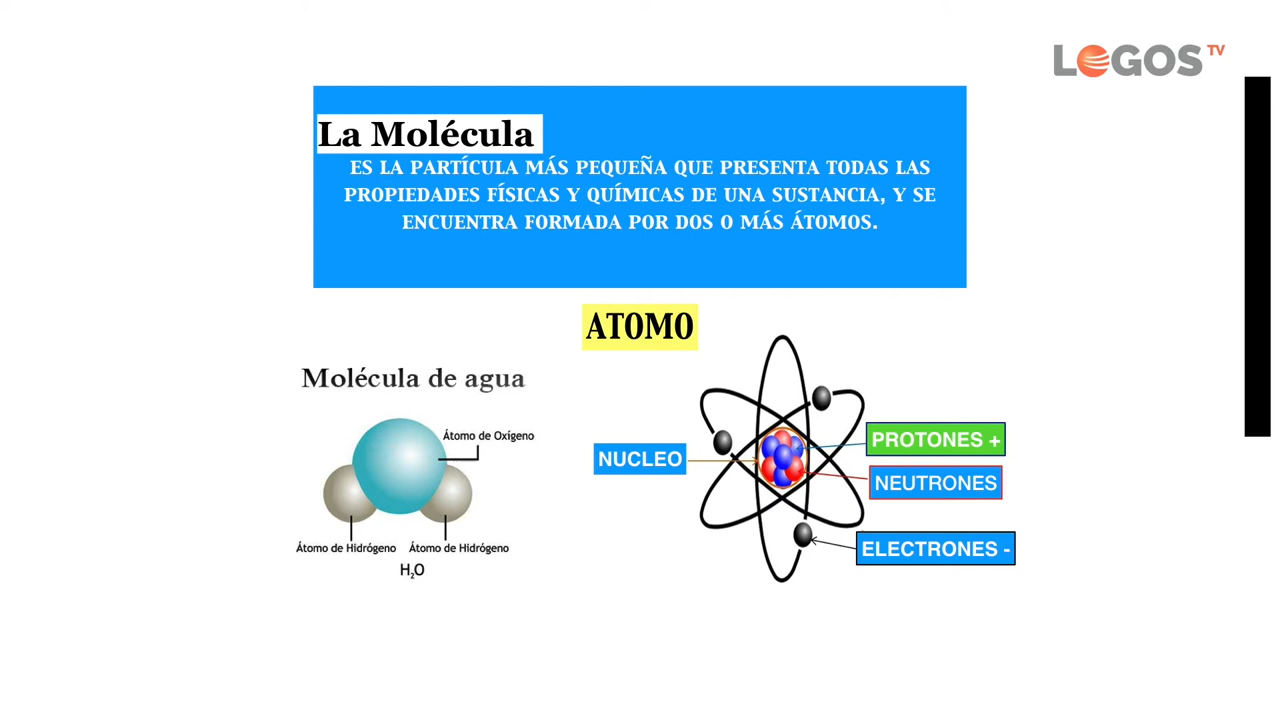 LOGOS TV
La Molécula
ES LA PARTÍCULA MÁS PEQUEÑA QUE PRESENTA TODAS LAS
PROPIEDADES FÍSICAS Y QUÍMICAS DE UNA SUSTANCIA, Y SE
ENCUENTRA FORMADA POR DOS O MÁS ÁTOMOS.
ATOMO
Molécula de agua
Átomo de Oxígeno
Átomo de Hidrógeno
Átomo de Hidrógeno
H₂O
NUCLEO
PROTONES +
NEUTRONES
ELECTRONES -